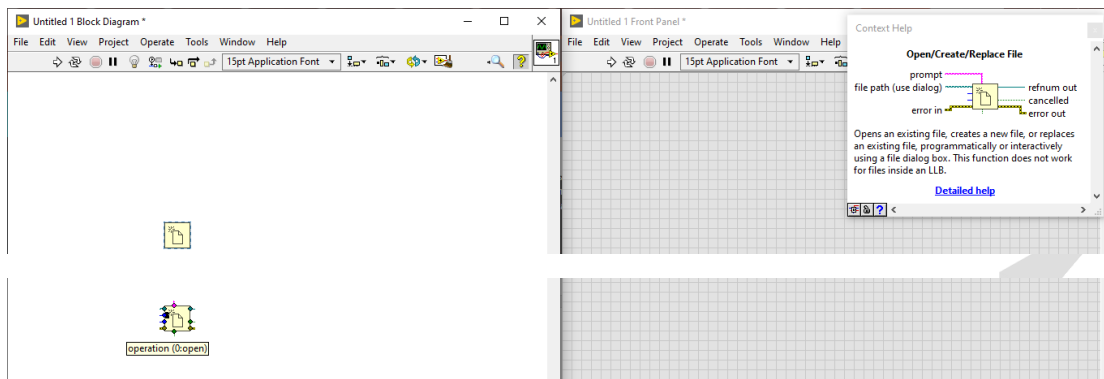 Untitled 1 Block Diagram *
File Edit View Project Operate Tools Window Help
15pt Application Font
1
operation (0:open)
Untitled 1 Front Panel *
File Edit View Project Operate Tools Window Help
15pt Application Font
Context Help
Open/Create/Replace File
prompt
file path (use dialog)
error in
refnum out
cancelled
error out
Opens an existing file, creates a new file, or replaces
an existing file, programmatically or interactively
using a file dialog box. This function does not work
for files inside an LLB.
Detailed help